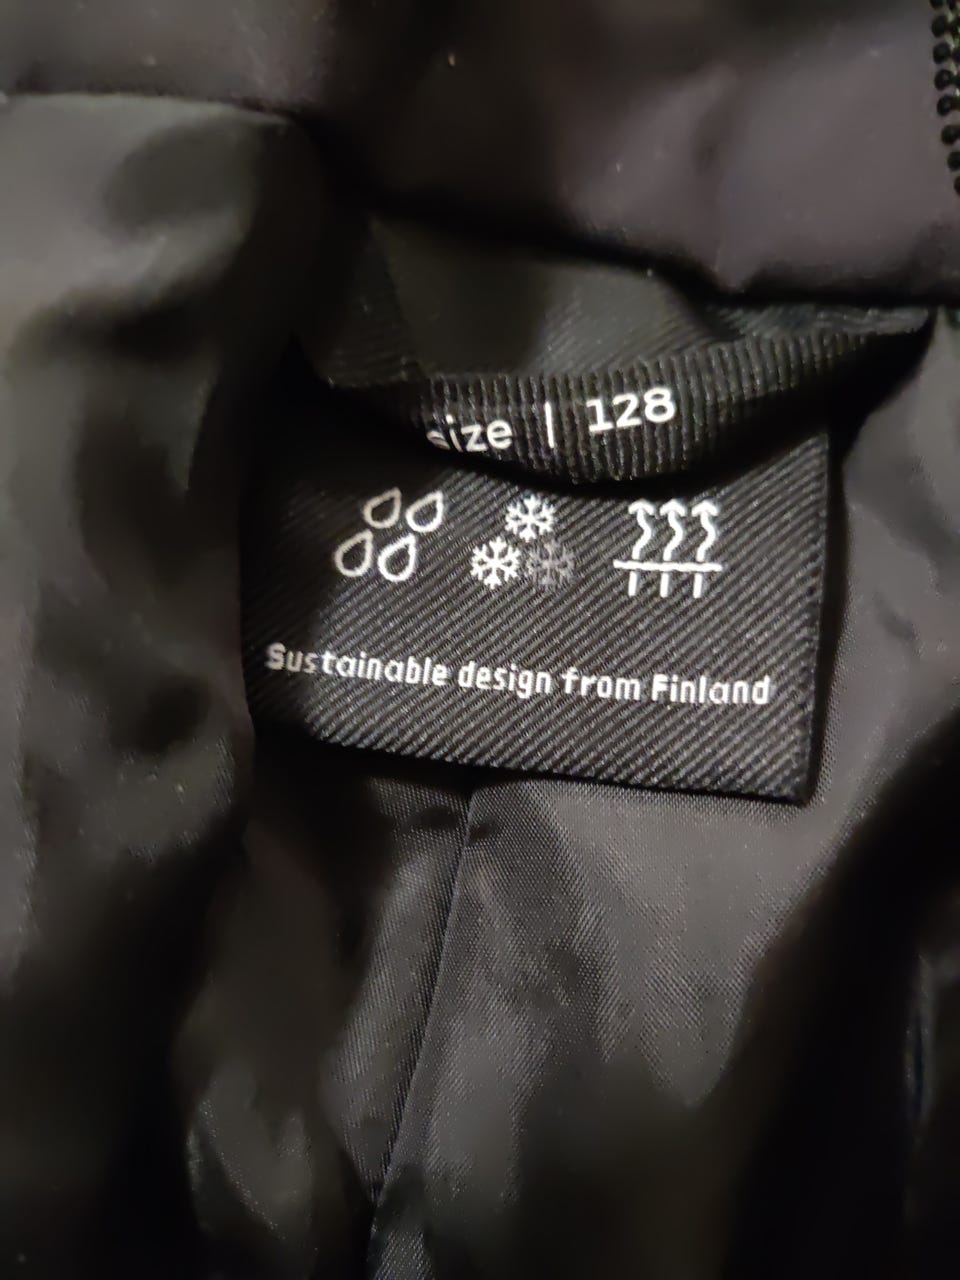 size | 128
Sustainable design from Finland